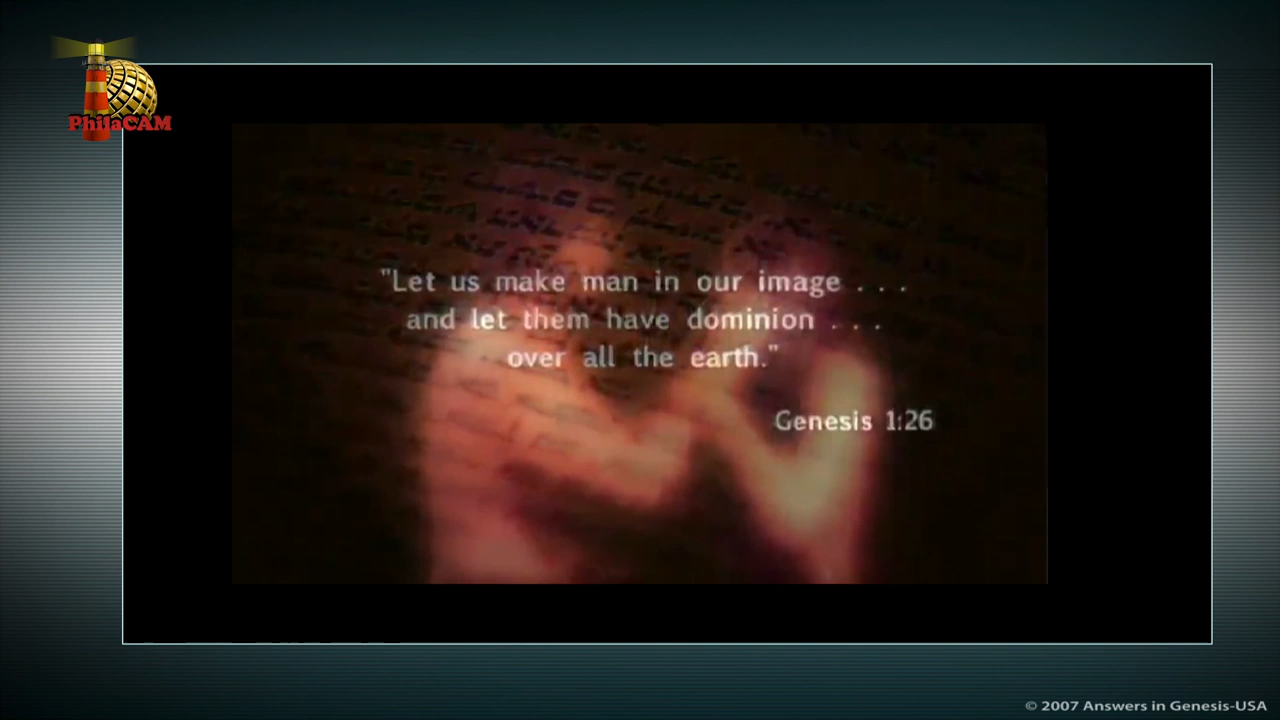 PhilaCAM
"Let us make man in our image . . .
and let them have dominion . . .
over all the earth."
Genesis 1:26
© 2007 Answers in Genesis-USA